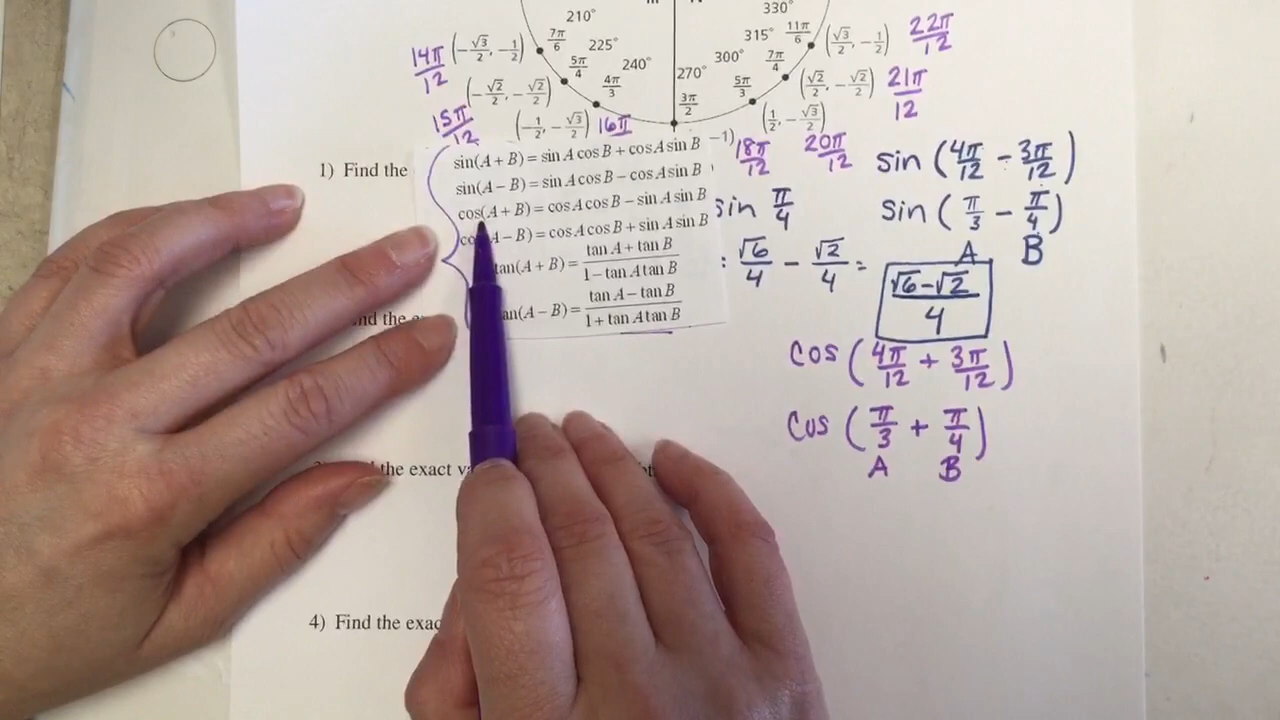 210° 330°
7π/6 11π/6
14π/12 (-√3/2, -1/2) 225° 315° (√3/2, -1/2) 22π/12
5π/4 240° 300° 7π/4
(-√2/2, -√2/2) 4π/3 270° 5π/3 (√2/2, -√2/2) 21π/12
3π/2
15π/12 (-1/2, -√3/2) 16π (1/2, -√3/2)
-1) 18π/12 20π/12
1) Find the
sin(A + B) = sin A cos B + cos A sin B
sin(A − B) = sin A cos B − cos A sin B
cos(A + B) = cos A cos B − sin A sin B
A − B) = cos A cos B + sin A sin B
tan(A + B) = tan A + tan B / 1 − tan A tan B
an(A − B) = tan A − tan B / 1 + tan A tan B
sin (4π/12 - 3π/12)
sin π/4 sin (π/3 - π/4)
A B
: √6/4 - √2/4 = √6-√2/4
cos (4π/12 + 3π/12)
cos (π/3 + π/4)
A B
nd the
the exact
4) Find the exac